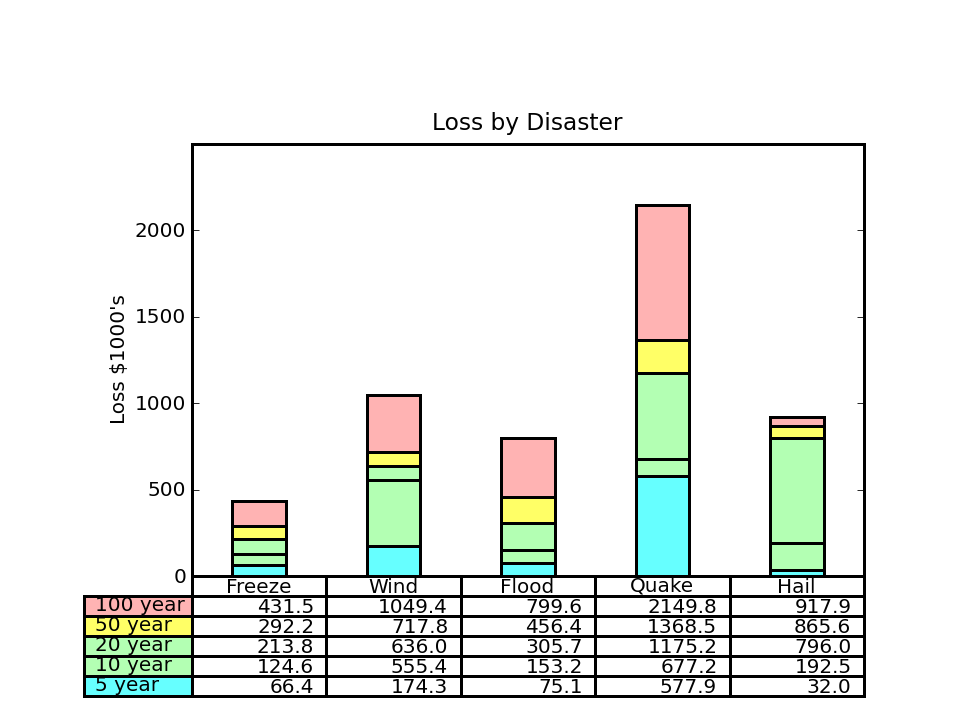 Loss by Disaster
2000
1500
1000
500
0
Loss $1000's
Freeze Wind Flood Quake Hail
100 year 431.5 1049.4 799.6 2149.8 917.9
50 year 292.2 717.8 456.4 1368.5 865.6
20 year 213.8 636.0 305.7 1175.2 796.0
10 year 124.6 555.4 153.2 677.2 192.5
5 year 66.4 174.3 75.1 577.9 32.0